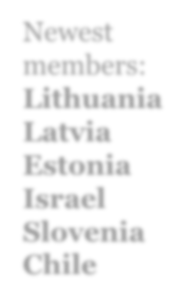 Newest
members:
Lithuania
Latvia
Estonia
Israel
Slovenia
Chile